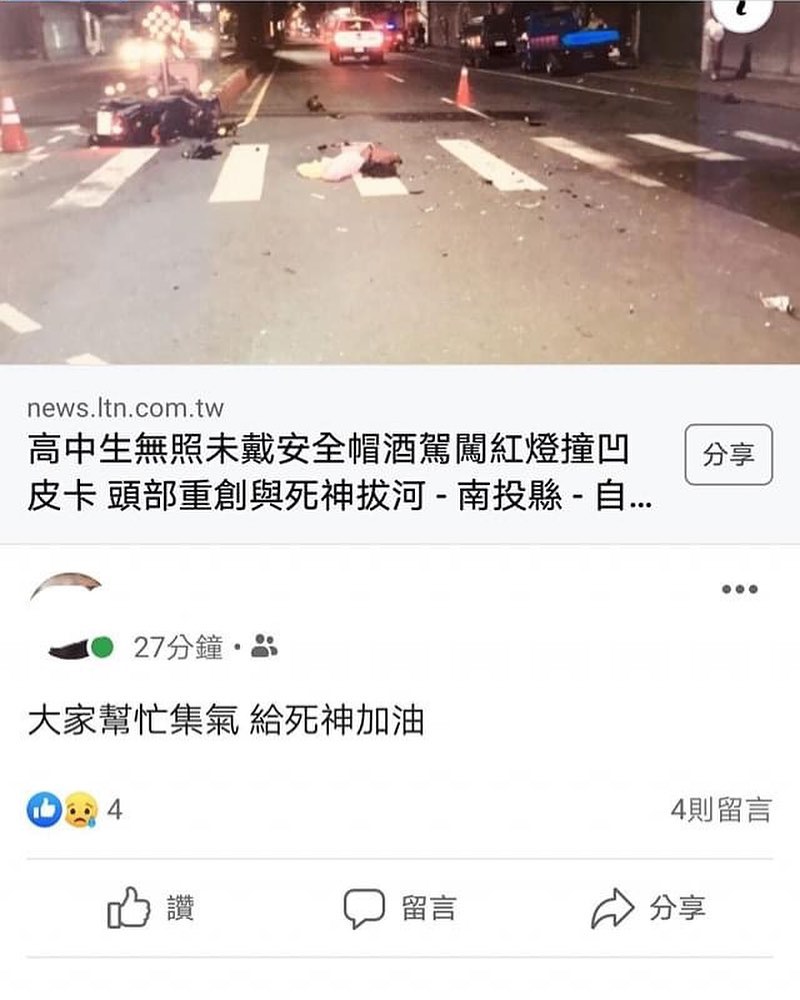 news.ltn.com.tw
高中生無照未戴安全帽酒駕闖紅燈撞凹
皮卡 頭部重創與死神拔河 - 南投縣 - 自...
分享
27分鐘 ·
大家幫忙集氣 給死神加油
4
4則留言
讚
留言
分享